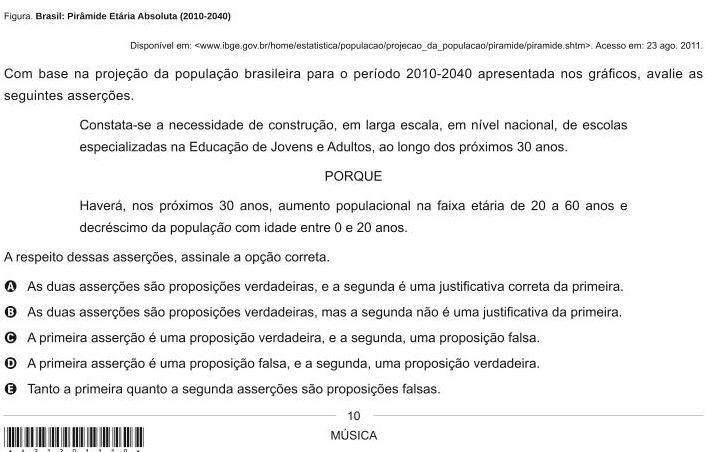 Figura. Brasil: Pirâmide Etária Absoluta (2010-2040)
Disponível em: <www.ibge.gov.br/home/estatistica/populacao/projecao_da_populacao/piramide/piramide.shtm>. Acesso em: 23 ago. 2011.
Com base na projeção da população brasileira para o período 2010-2040 apresentada nos gráficos, avalie as
seguintes asserções.
Constata-se a necessidade de construção, em larga escala, em nível nacional, de escolas
especializadas na Educação de Jovens e Adultos, ao longo dos próximos 30 anos.
PORQUE
Haverá, nos próximos 30 anos, aumento populacional na faixa etária de 20 a 60 anos e
decréscimo da população com idade entre 0 e 20 anos.
A respeito dessas asserções, assinale a opção correta.
A As duas asserções são proposições verdadeiras, e a segunda é uma justificativa correta da primeira.
B As duas asserções são proposições verdadeiras, mas a segunda não é uma justificativa da primeira.
C A primeira asserção é uma proposição verdadeira, e a segunda, uma proposição falsa.
D A primeira asserção é uma proposição falsa, e a segunda, uma proposição verdadeira.
E Tanto a primeira quanto a segunda asserções são proposições falsas.
10
MÚSICA